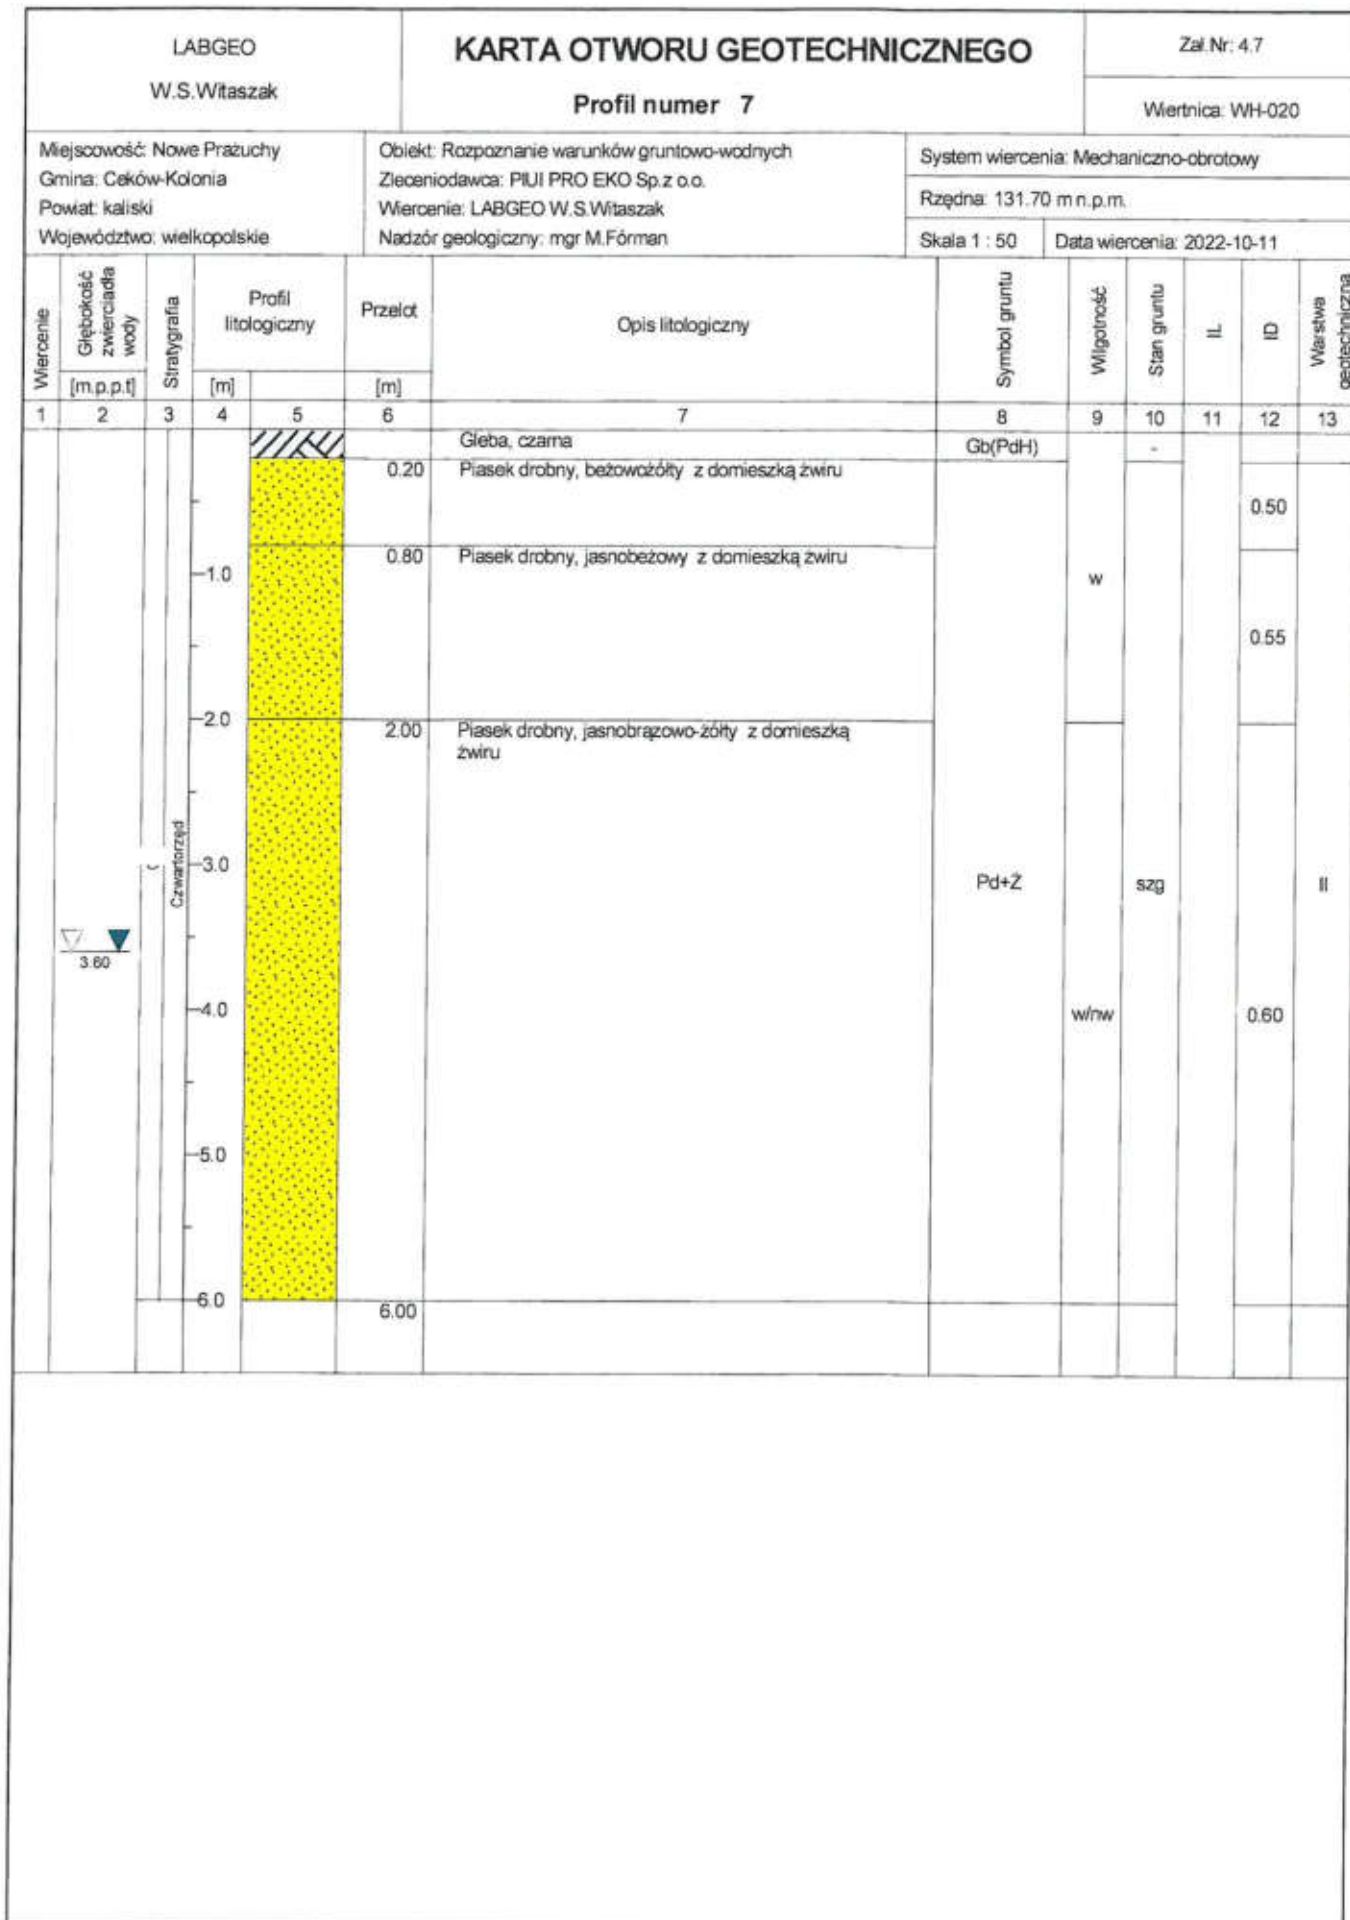 LABGEO
W.S.Witaszak
KARTA OTWORU GEOTECHNICZNEGO
Profil numer 7
Zał.Nr: 4.7
Wiertnica: WH-020
Miejscowość: Nowe Prażuchy
Gmina: Ceków-Kolonia
Powiat: kaliski
Województwo: wielkopolskie
Obiekt: Rozpoznanie warunków gruntowo-wodnych
Zleceniodawca: PIUI PRO EKO Sp.z o.o.
Wiercenie: LABGEO W.S.Witaszak
Nadzór geologiczny: mgr M.Fórman
System wiercenia: Mechaniczno-obrotowy
Rzędna: 131.70 m n.p.m.
Skala 1 : 50
Data wiercenia: 2022-10-11
Wiercenie
Głębokość
zwierciadła
wody
[m.p.p.t]
Stratygrafia
Profil
litologiczny
[m]
Przelot
[m]
Opis litologiczny
Symbol gruntu
Wilgotność
Stan gruntu
IL
ID
Warstwa
geotechniczna
1 2 3 4 5 6 7 8 9 10 11 12 13
Gleba, czarna
Gb(PdH)
-
0.20 Piasek drobny, beżowożółty z domieszką żwiru
0.50
0.80 Piasek drobny, jasnobeżowy z domieszką żwiru
1.0
w
0.55
2.0
2.00 Piasek drobny, jasnobrązowo-żółty z domieszką
żwiru
Czwartorzęd
3.0
Pd+Ż
szg
II
3.60
4.0
w/nw
0.60
5.0
6.0
6.00